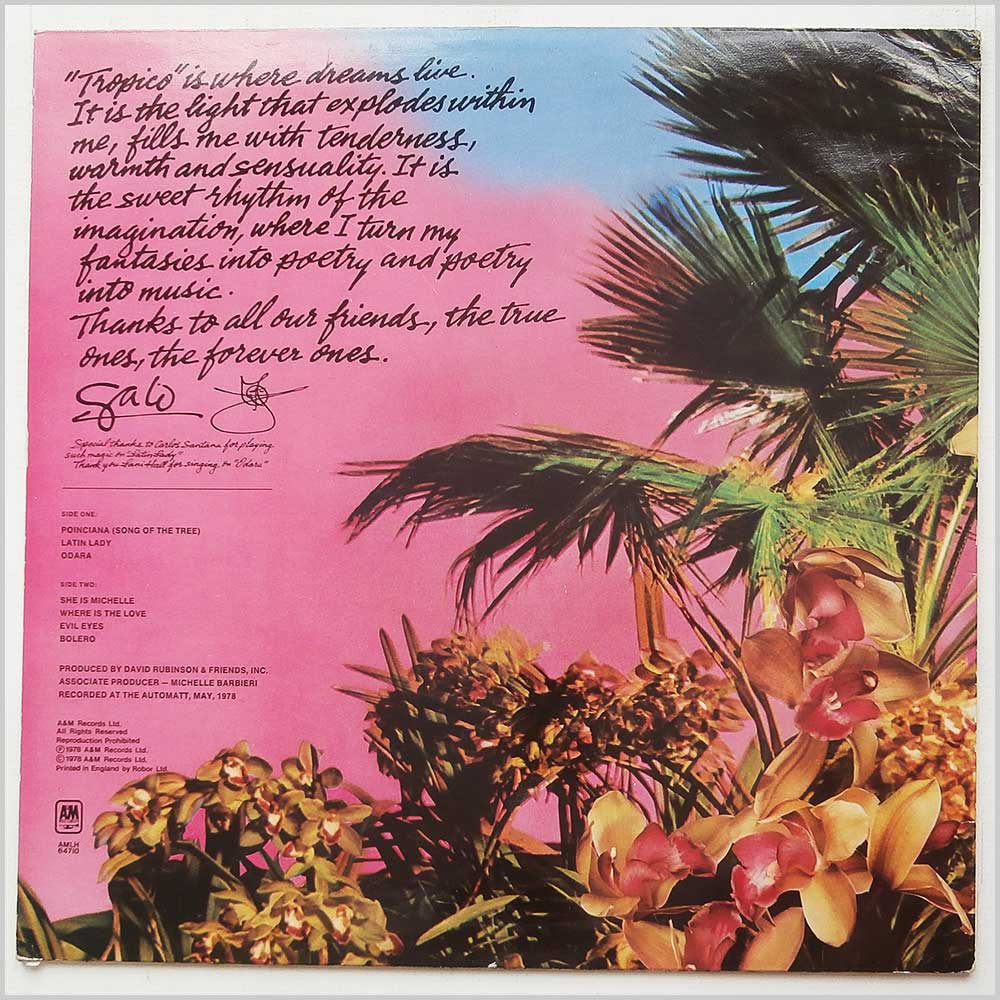 "Tropico" is where dreams live.
It is the light that explodes within
me, fills me with tenderness,
warmth and sensuality. It is
the sweet rhythm of the
imagination, where I turn my
fantasies into poetry and poetry
into music.
Thanks to all our friends, the true
ones, the forever ones.
Gato
Special thanks to Carlos Santana for playing
such magic on "Latin Lady"
Thank you Lani Hall for singing on "Odara"
SIDE ONE:
POINCIANA (SONG OF THE TREE)
LATIN LADY
ODARA
SIDE TWO:
SHE IS MICHELLE
WHERE IS THE LOVE
EVIL EYES
BOLERO
PRODUCED BY DAVID RUBINSON & FRIENDS, INC.
ASSOCIATE PRODUCER — MICHELLE BARBIERI
RECORDED AT THE AUTOMATT, MAY, 1978
A&M Records Ltd.
All Rights Reserved
Reproduction Prohibited
℗ 1978 A&M Records Ltd.
© 1978 A&M Records Ltd.
Printed in England by Robor Ltd.
A&M
RECORDS
AMLH
64710